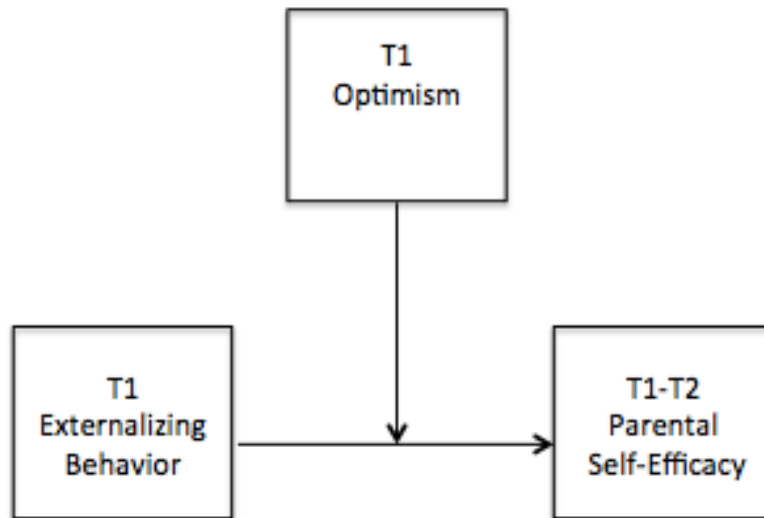 T1
Optimism
T1
Externalizing
Behavior
T1-T2
Parental
Self-Efficacy